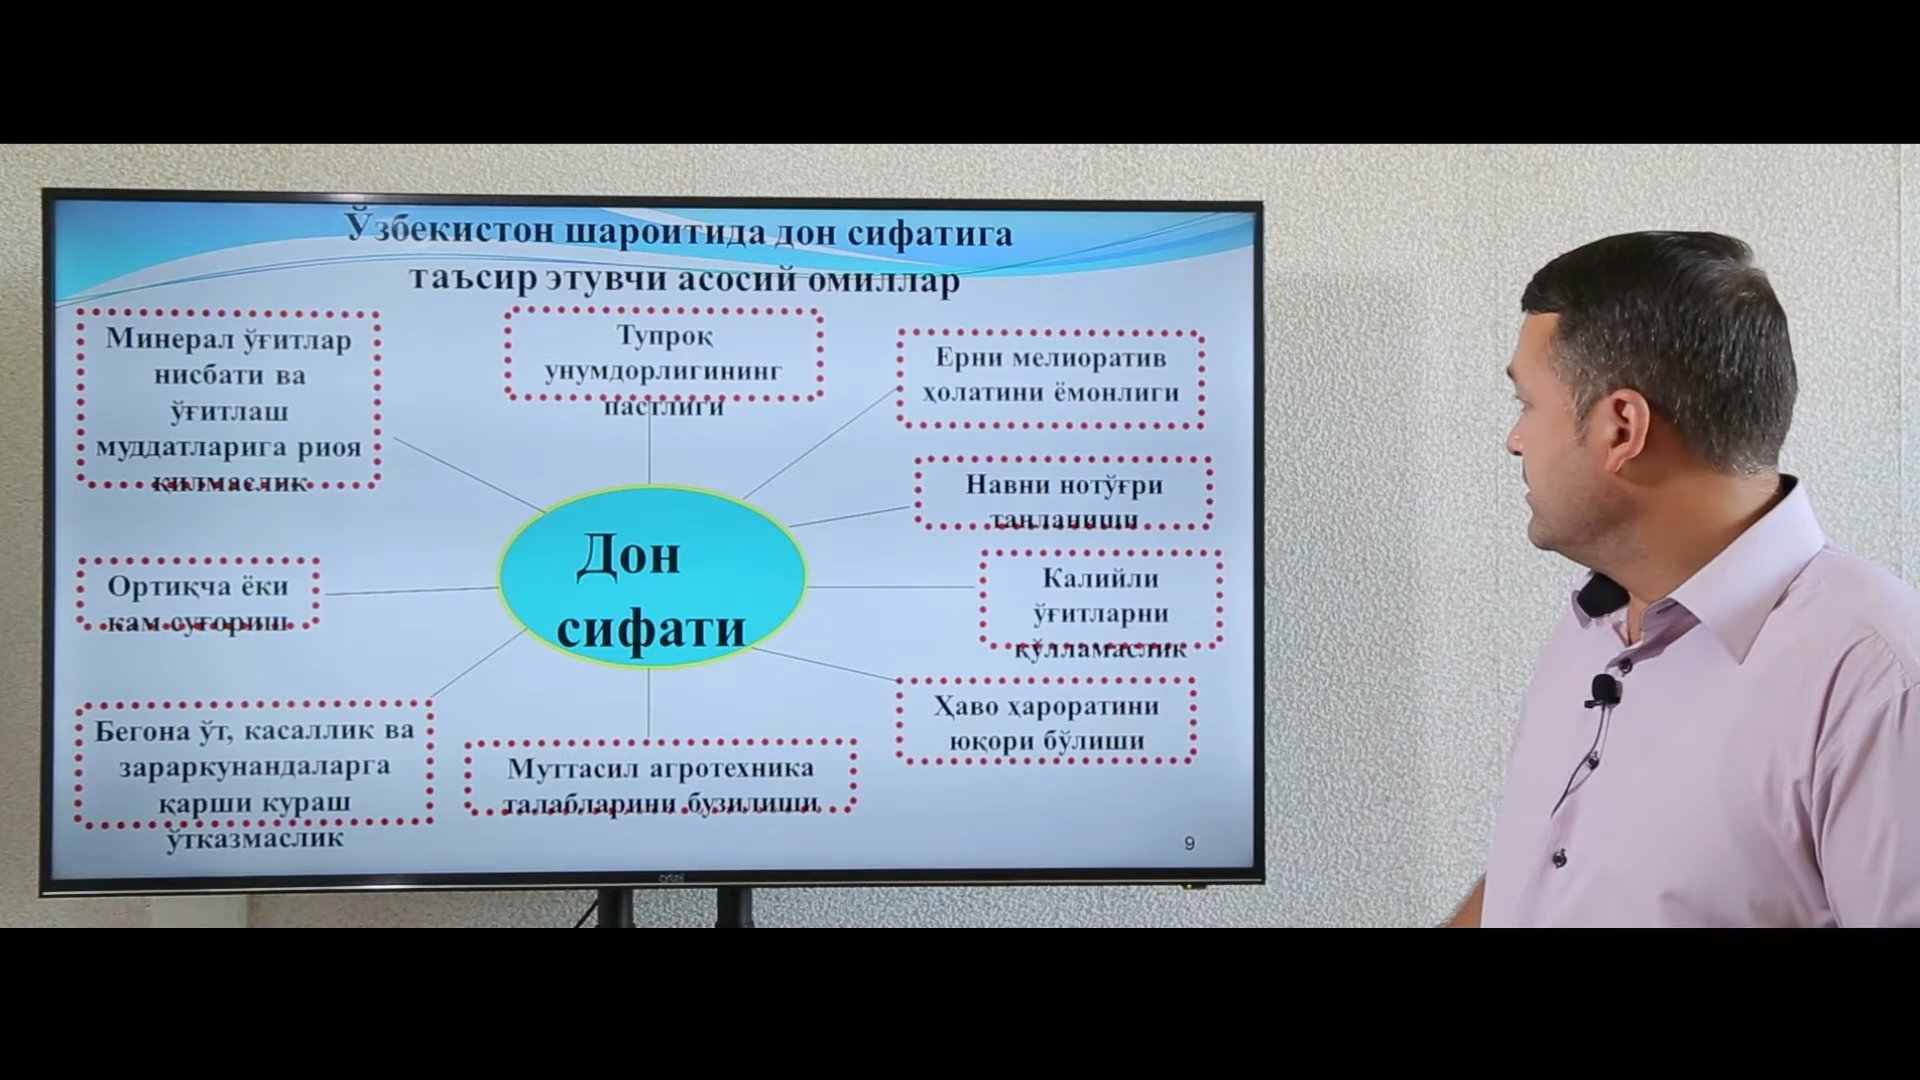 Ўзбекистон шароитида дон сифатига
таъсир этувчи асосий омиллар
Минерал ўғитлар
нисбати ва
ўғитлаш
муддатларига риоя
қилмаслик
Тупроқ
унумдорлигининг
пастлиги
Ерни мелиоратив
ҳолатини ёмонлиги
Навни нотўғри
танланиши
Калийли
ўғитларни
қўлламаслик
Ҳаво ҳароратини
юқори бўлиши
Муттасил агротехника
талабларини бузилиши
Бегона ўт, касаллик ва
зараркунандаларга
қарши кураш
ўтказмаслик
Ортиқча ёки
кам суғориш
Дон
сифати
9